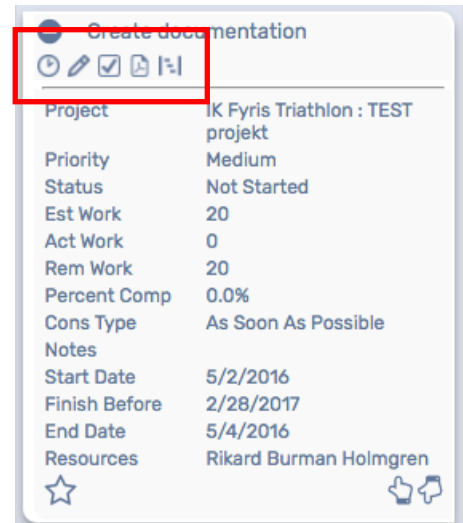 Create documentation
Project IK Fyris Triathlon : TEST
projekt
Priority Medium
Status Not Started
Est Work 20
Act Work 0
Rem Work 20
Percent Comp 0.0%
Cons Type As Soon As Possible
Notes
Start Date 5/2/2016
Finish Before 2/28/2017
End Date 5/4/2016
Resources Rikard Burman Holmgren